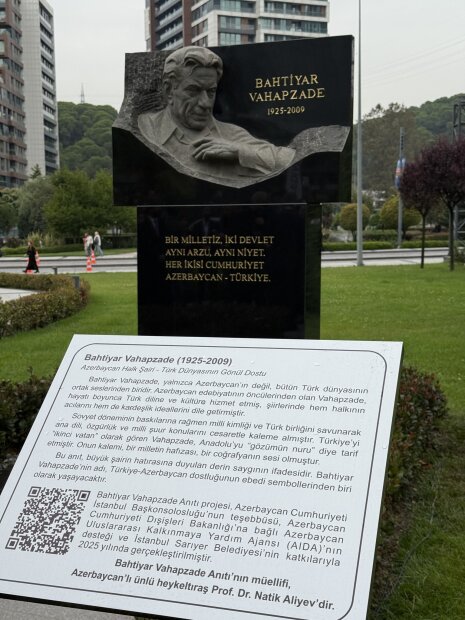 BAHTİYAR
VAHAPZADE
1925-2009
BİR MİLLETİZ, İKİ DEVLET
AYNI ARZU, AYNI NİYET.
HER İKİSİ CUMHURİYET
AZERBAYCAN - TÜRKİYE.
Bahtiyar Vahapzade (1925-2009)
Azerbaycan Halk Şairi - Türk Dünyasının Gönül Dostu
Bahtiyar Vahapzade, yalnızca Azerbaycan'ın değil, bütün Türk dünyasının
ortak seslerinden biridir. Azerbaycan edebiyatının öncülerinden olan Vahapzade,
hayatı boyunca Türk diline ve kültüre hizmet etmiş, şiirlerinde hem halkının
acılarını hem de kardeşlik ideallerini dile getirmiştir.
Sovyet döneminin baskılarına rağmen milli kimliği ve Türk birliğini savunarak
ana dili, özgürlük ve milli şuur konularını cesaretle kaleme almıştır. Türkiye'yi
"ikinci vatan" olarak gören Vahapzade, Anadolu'yu "gözümün nuru" diye tarif
etmiştir. Onun kalemi, bir milletin hafızası, bir coğrafyanın sesi olmuştur.
Bu anıt, büyük şairin hatırasına duyulan derin saygının ifadesidir. Bahtiyar
Vahapzade'nin adı, Türkiye-Azerbaycan dostluğunun ebedi sembollerinden biri
olarak yaşayacaktır.
Bahtiyar Vahapzade Anıtı projesi, Azerbaycan Cumhuriyeti
İstanbul Başkonsolosluğu'nun teşebbüsü, Azerbaycan
Cumhuriyeti Dışişleri Bakanlığı'na bağlı Azerbaycan
Uluslararası Kalkınmaya Yardım Ajansı (AIDA)'nın
desteği ve İstanbul Sarıyer Belediyesi'nin katkılarıyla
2025 yılında gerçekleştirilmiştir.
Bahtiyar Vahapzade Anıtı'nın müellifi,
Azerbaycan'lı ünlü heykeltıraş Prof. Dr. Natik Aliyev'dir.